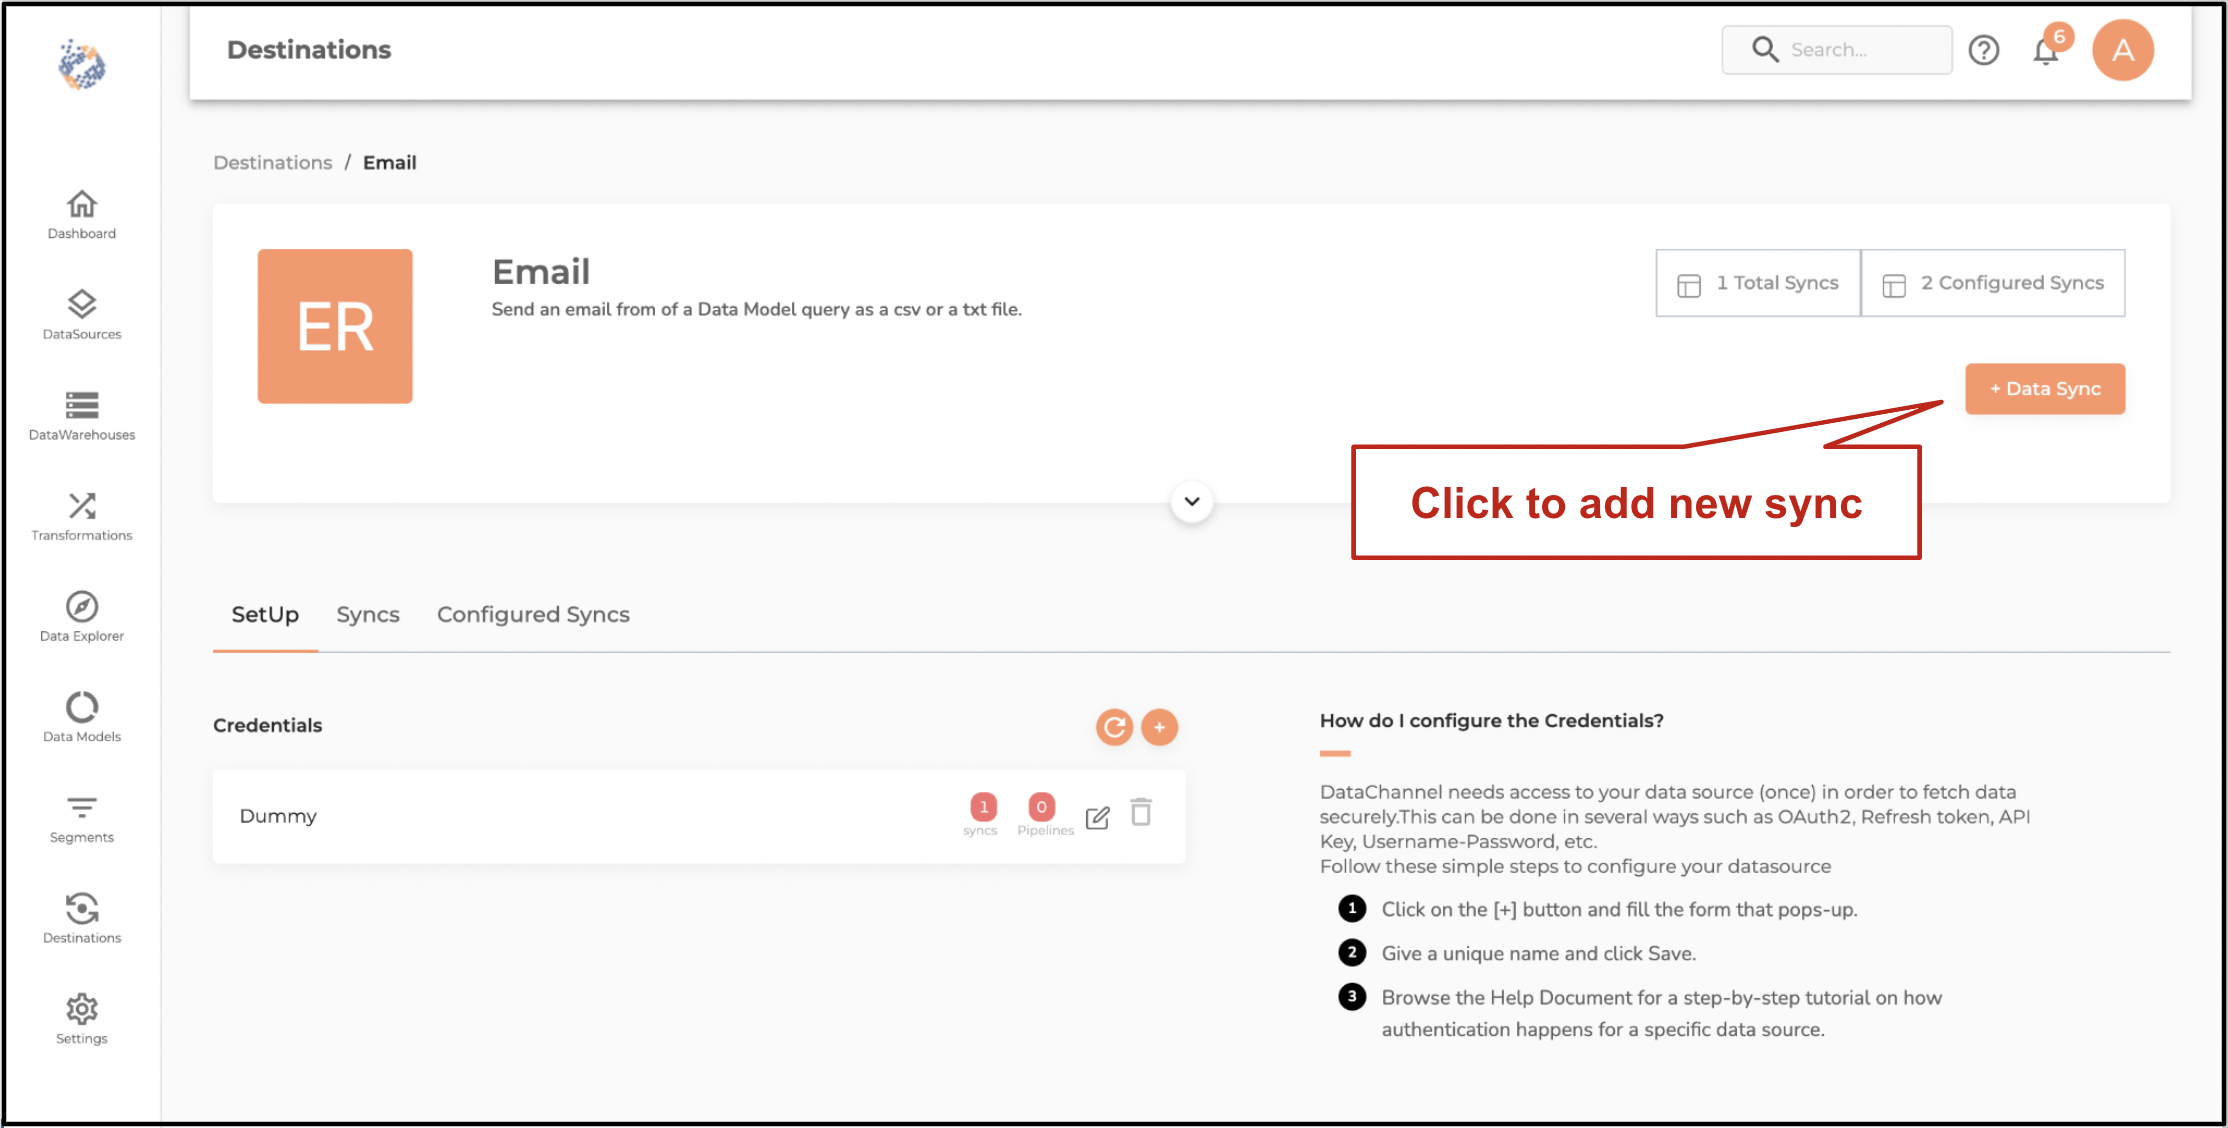 Destinations
Search...
6
A
Destinations / Email
Dashboard
DataSources
DataWarehouses
Transformations
Data Explorer
Data Models
Segments
Destinations
Settings
ER
Email
Send an email from of a Data Model query as a csv or a txt file.
1 Total Syncs
2 Configured Syncs
+ Data Sync
Click to add new sync
SetUp Syncs Configured Syncs
Credentials
+
Dummy
1 syncs
0 Pipelines
How do I configure the Credentials?
DataChannel needs access to your data source (once) in order to fetch data
securely.This can be done in several ways such as OAuth2, Refresh token, API
Key, Username-Password, etc.
Follow these simple steps to configure your datasource
1 Click on the [+] button and fill the form that pops-up.
2 Give a unique name and click Save.
3 Browse the Help Document for a step-by-step tutorial on how
authentication happens for a specific data source.